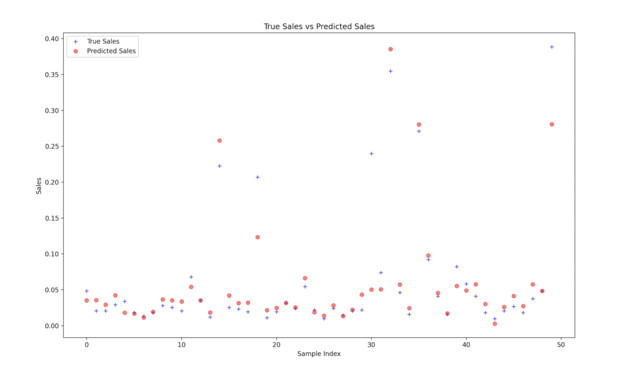 True Sales vs Predicted Sales
True Sales
Predicted Sales
0.40
0.35
0.30
0.25
0.20
0.15
0.10
0.05
0.00
Sales
0 10 20 30 40 50
Sample Index